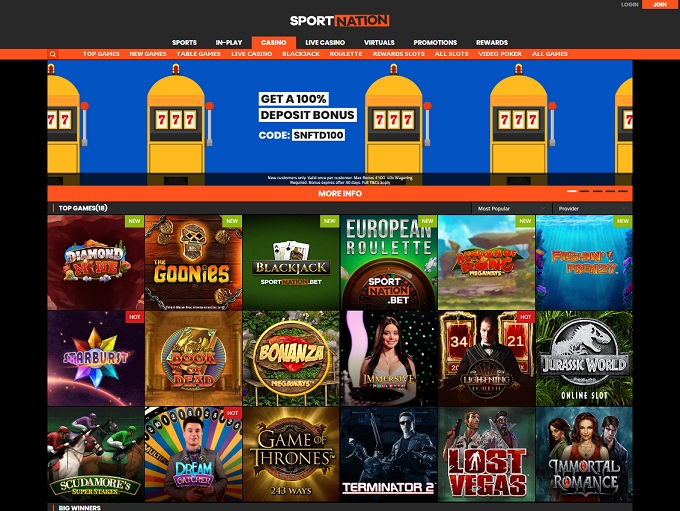 LOGIN JOIN
SPORTNATION
SPORTS IN-PLAY CASINO LIVE CASINO VIRTUALS PROMOTIONS REWARDS
TOP GAMES NEW GAMES TABLE GAMES LIVE CASINO BLACKJACK ROULETTE REWARDS SLOTS ALL SLOTS VIDEO POKER ALL GAMES
GET A 100%
DEPOSIT BONUS
CODE: SNFTD100
777 777 777 777 777
New customers only. Valid once per customer. Max Bonus £100. 40x Wagering
Required. Bonus expires after 30 days. Full T&Cs apply
MORE INFO
TOP GAMES(18) Most Popular Provider
NEW
DIAMOND
MINE
NEW
THE
GOONIES
NEW
BLACKJACK
SPORTNATION.BET
EUROPEAN
ROULETTE
SPORT
NATION
.BET
NEW
RETURN OF
KONG
MEGAWAYS
NEW
FISHIN'
FRENZY
HOT
STARBURST
BOOK
OF
DEAD
BONANZA
MEGAWAYS
IMMERSIVE
ROULETTE
HOT
34 21
LIGHTNING
ROULETTE
JURASSIC WORLD
ONLINE SLOT
SCUDAMORE'S
SUPER STAKES
HOT
DREAM
CATCHER
GAME OF
THRONES
243 WAYS
TERMINATOR 2
LOST
VEGAS
IMMORTAL
ROMANCE
BIG WINNERS